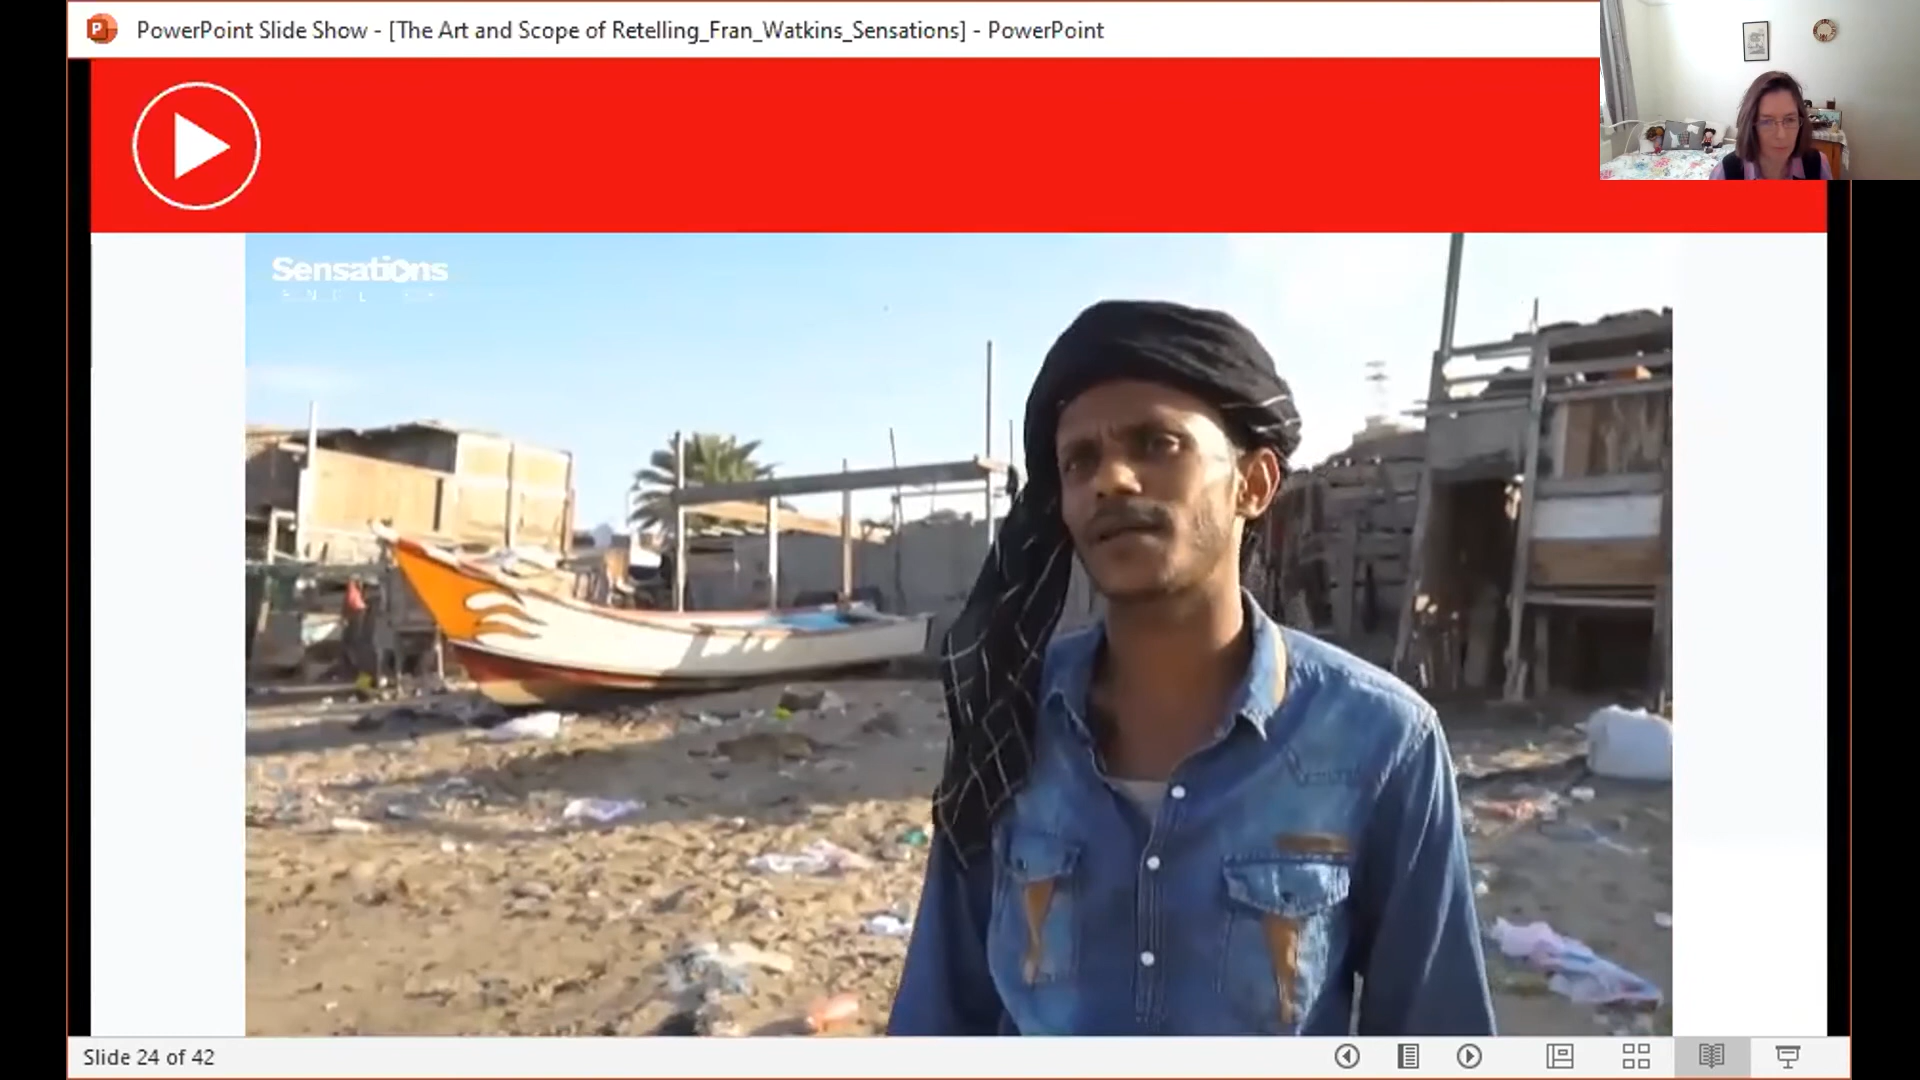 PowerPoint Slide Show - [The Art and Scope of Retelling_Fran_Watkins_Sensations] - PowerPoint
Sensations
Slide 24 of 42